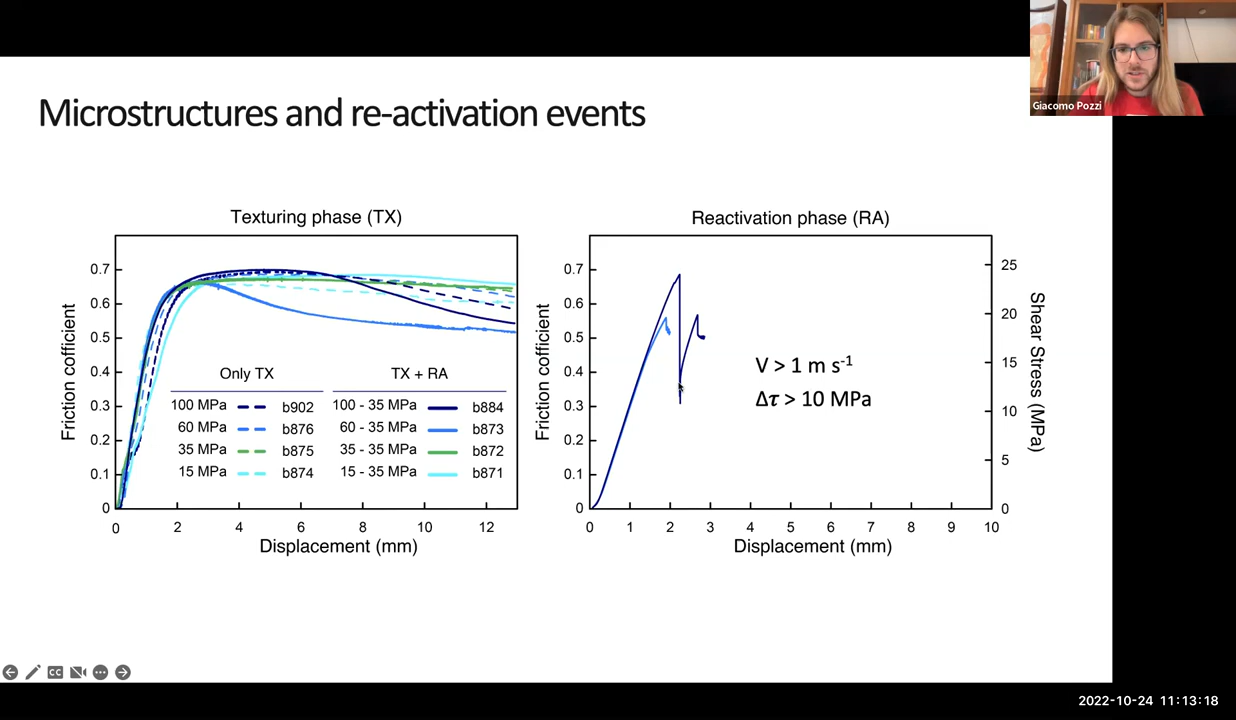 Giacomo Pozzi
Microstructures and re-activation events
Texturing phase (TX)
Friction cofficient
0.7
0.6
0.5
0.4
0.3
0.2
0.1
0
Only TX
TX + RA
100 MPa b902 100 - 35 MPa b884
60 MPa b876 60 - 35 MPa b873
35 MPa b875 35 - 35 MPa b872
15 MPa b874 15 - 35 MPa b871
0 2 4 6 8 10 12
Displacement (mm)
Reactivation phase (RA)
Friction cofficient
0.7
0.6
0.5
0.4
0.3
0.2
0.1
0
V > 1 m s-1
Δτ > 10 MPa
25
20
15
10
5
0
Shear Stress (MPa)
0 1 2 3 4 5 6 7 8 9 10
Displacement (mm)
CC
2022-10-24 11:13:18